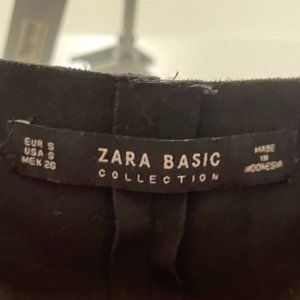 EUR S
USA S
MEX 26
ZARA BASIC
COLLECTION
MADE
IN
INDONESIA